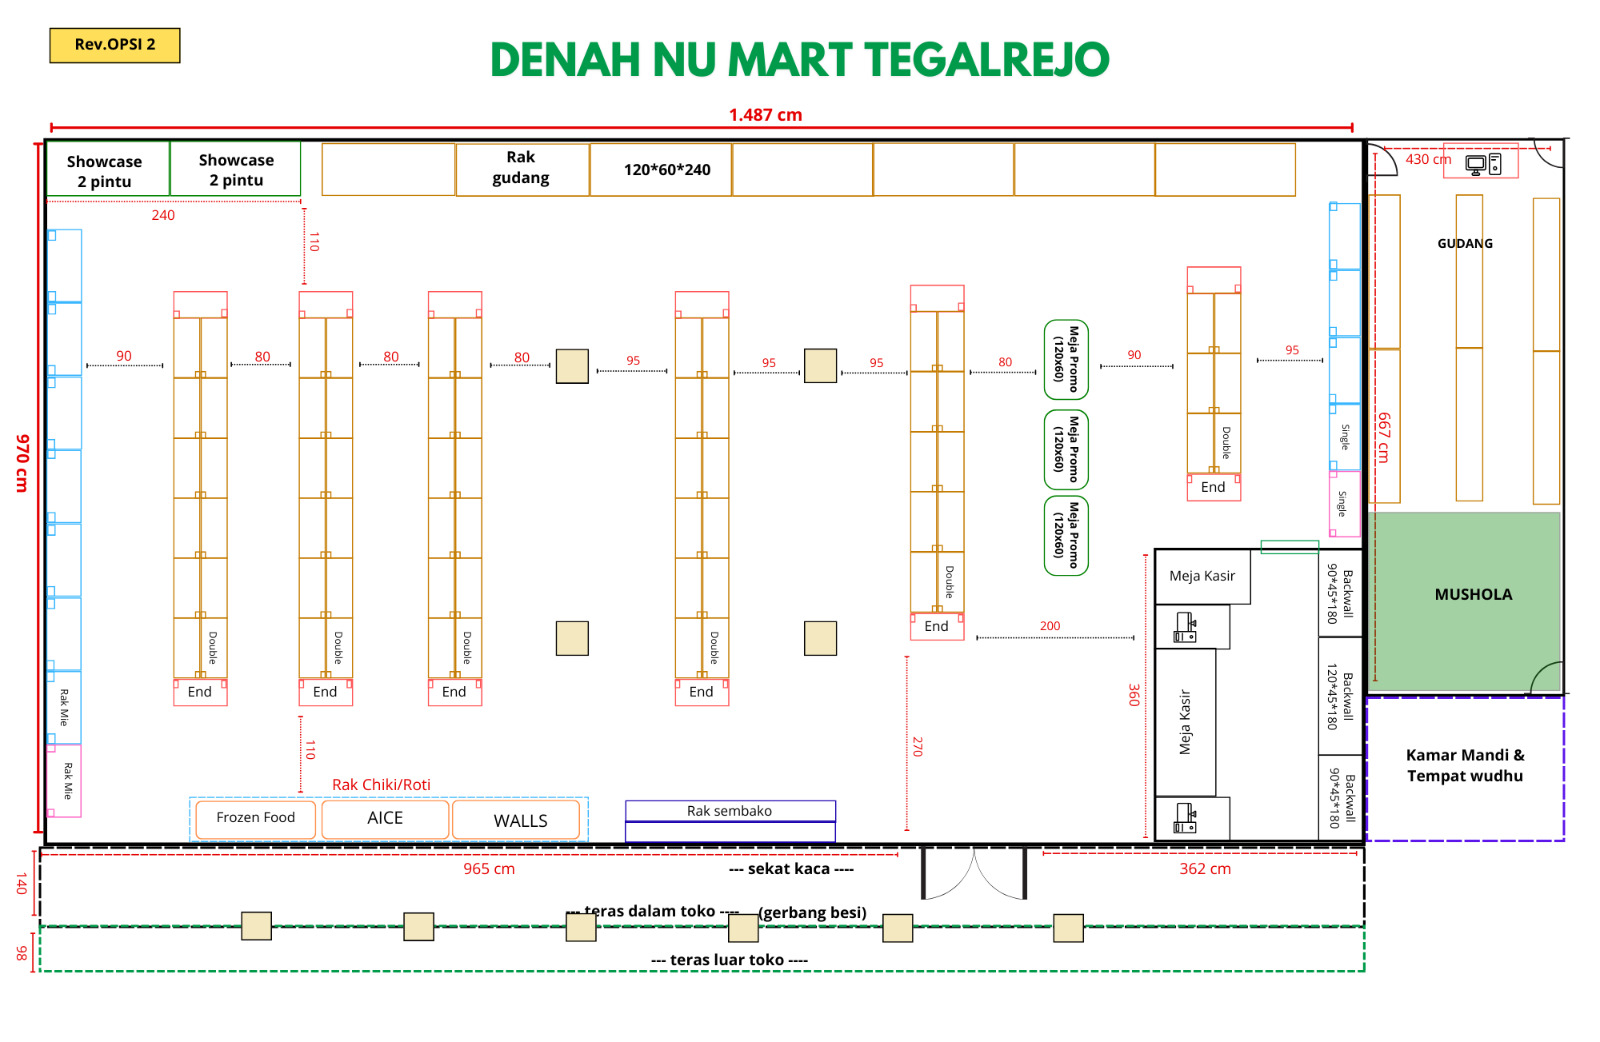 Rev.OPSI 2
DENAH NU MART TEGALREJO
1.487 cm
Showcase
2 pintu
Showcase
2 pintu
Rak
gudang
120*60*240
430 cm
240
110
GUDANG
970 cm
90
80
80
80
95
95
95
80
90
95
Meja Promo
(120x60)
Meja Promo
(120x60)
Meja Promo
(120x60)
Double
End
Single
Single
667 cm
Double
End
200
Double
End
Double
End
Double
End
Double
End
Rak Mie
Rak Mie
110
270
360
Meja Kasir
Meja Kasir
Backwall
90*45*180
Backwall
120*45*180
Backwall
90*45*180
MUSHOLA
Kamar Mandi &
Tempat wudhu
Rak Chiki/Roti
Frozen Food
AICE
WALLS
Rak sembako
965 cm
--- sekat kaca ----
362 cm
140
--- teras dalam toko ----
(gerbang besi)
98
--- teras luar toko ----